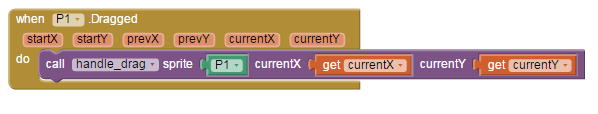 when P1 .Dragged
startX startY prevX prevY currentX currentY
do call handle_drag sprite P1 currentX get currentX currentY get currentY